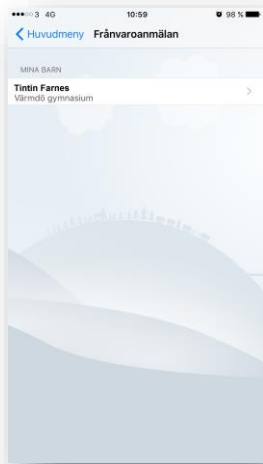 3 4G 10:59 98 %
Huvudmeny Frånvaroanmälan
MINA BARN
Tintin Farnes
Värmdö gymnasium